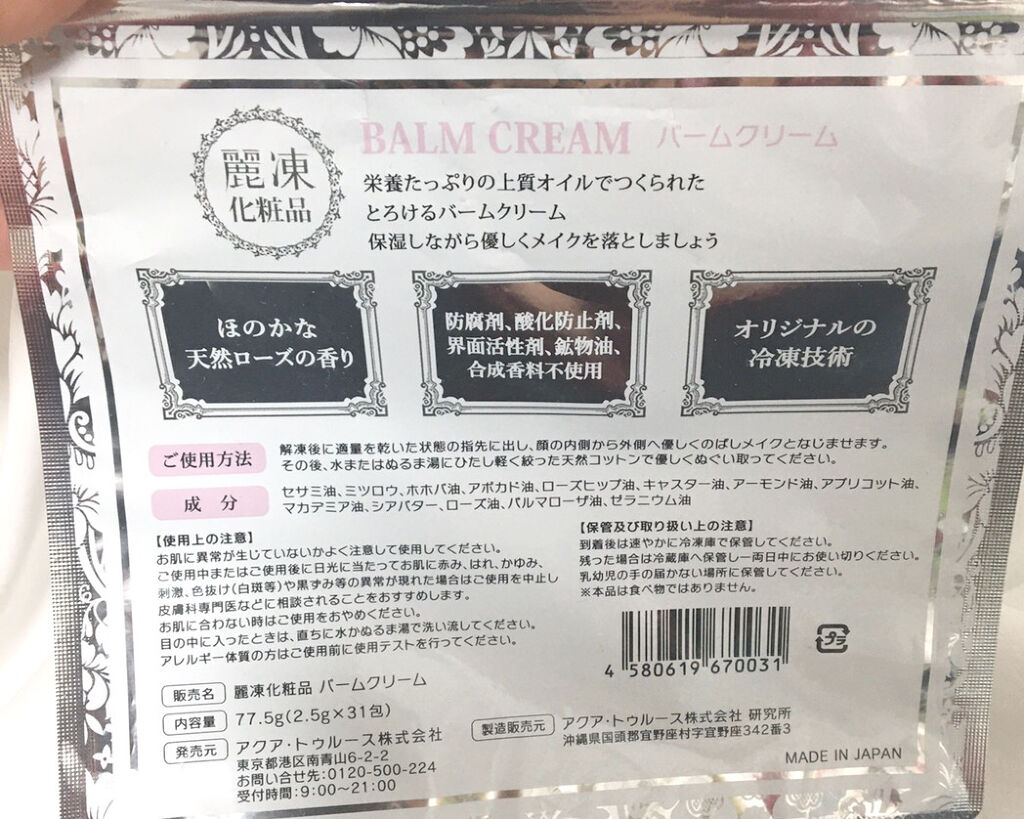 麗凍
化粧品
BALM CREAM バームクリーム
栄養たっぷりの上質オイルでつくられた
とろけるバームクリーム
保湿しながら優しくメイクを落としましょう
ほのかな
天然ローズの香り
防腐剤、酸化防止剤、
界面活性剤、鉱物油、
合成香料不使用
オリジナルの
冷凍技術
ご使用方法
解凍後に適量を乾いた状態の指先に出し、顔の内側から外側へ優しくのばしメイクとなじませます。
その後、水またはぬるま湯にひたし軽く絞った天然コットンで優しくぬぐい取ってください。
成 分
セサミ油、ミツロウ、ホホバ油、アボカド油、ローズヒップ油、キャスター油、アーモンド油、アプリコット油、
マカデミア油、シアバター、ローズ油、パルマローザ油、ゼラニウム油
【使用上の注意】
お肌に異常が生じていないかよく注意して使用してください。
ご使用中またはご使用後に日光に当たってお肌に赤み、はれ、かゆみ、
刺激、色抜け(白斑等)や黒ずみ等の異常が現れた場合はご使用を中止し
皮膚科専門医などに相談されることをおすすめします。
お肌に合わない時はご使用をおやめください。
目の中に入ったときは、直ちに水かぬるま湯で洗い流してください。
アレルギー体質の方はご使用前に使用テストを行ってください。
【保管及び取り扱い上の注意】
到着後は速やかに冷凍庫で保管してください。
残った場合は冷蔵庫へ保管し一両日中にお使い切りください。
乳幼児の手の届かない場所に保管してください。
※本品は食べ物ではありません。
4 580619 670031
プラ
販売名 麗凍化粧品 バームクリーム
内容量 77.5g(2.5g×31包)
発売元 アクア・トゥルース株式会社
東京都港区南青山6-2-2
お問い合せ先:0120-500-224
受付時間:9:00〜21:00
製造販売元 アクア・トゥルース株式会社 研究所
沖縄県国頭郡宜野座村字宜野座342番3
MADE IN JAPAN